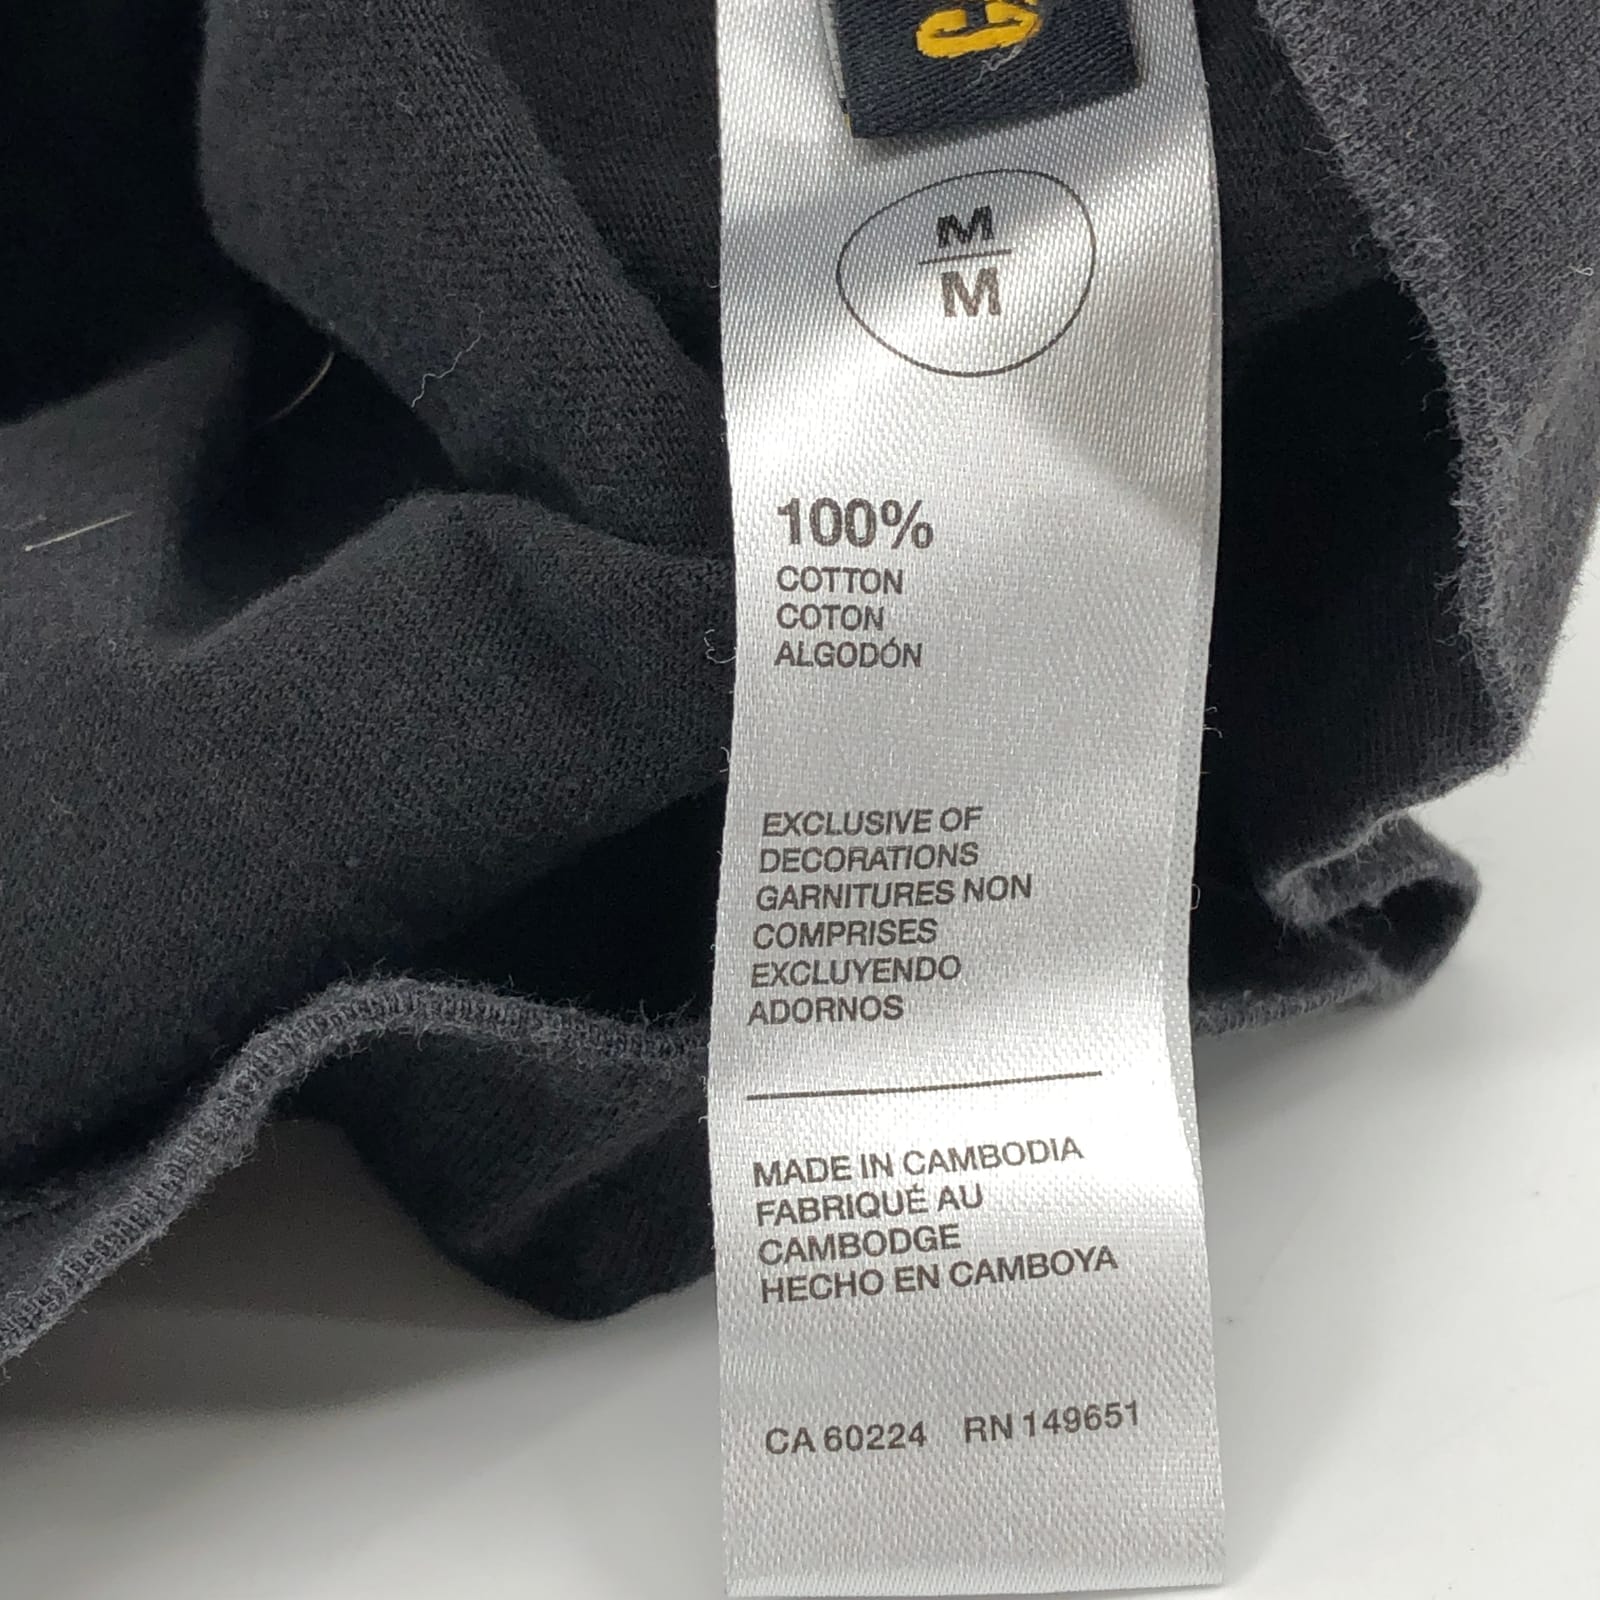 M
M
100%
COTTON
COTON
ALGODÓN
EXCLUSIVE OF
DECORATIONS
GARNITURES NON
COMPRISES
EXCLUYENDO
ADORNOS
MADE IN CAMBODIA
FABRIQUÉ AU
CAMBODGE
HECHO EN CAMBOYA
CA 60224 RN 149651